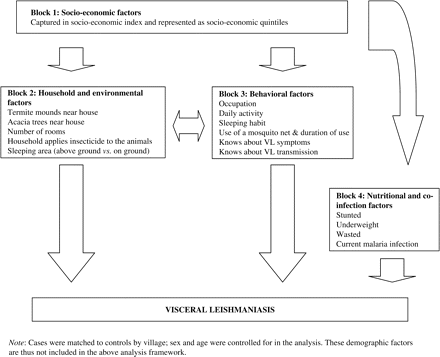 Block 1: Socio-economic factors
Captured in socio-economic index and represented as socio-economic quintiles
Block 2: Household and environmental
factors
Termite mounds near house
Acacia trees near house
Number of rooms
Household applies insecticide to the animals
Sleeping area (above ground vs. on ground)
Block 3: Behavioral factors
Occupation
Daily activity
Sleeping habit
Use of a mosquito net & duration of use
Knows about VL symptoms
Knows about VL transmission
Block 4: Nutritional and co-
infection factors
Stunted
Underweight
Wasted
Current malaria infection
VISCERAL LEISHMANIASIS
Note: Cases were matched to controls by village; sex and age were controlled for in the analysis. These demographic factors
are thus not included in the above analysis framework.